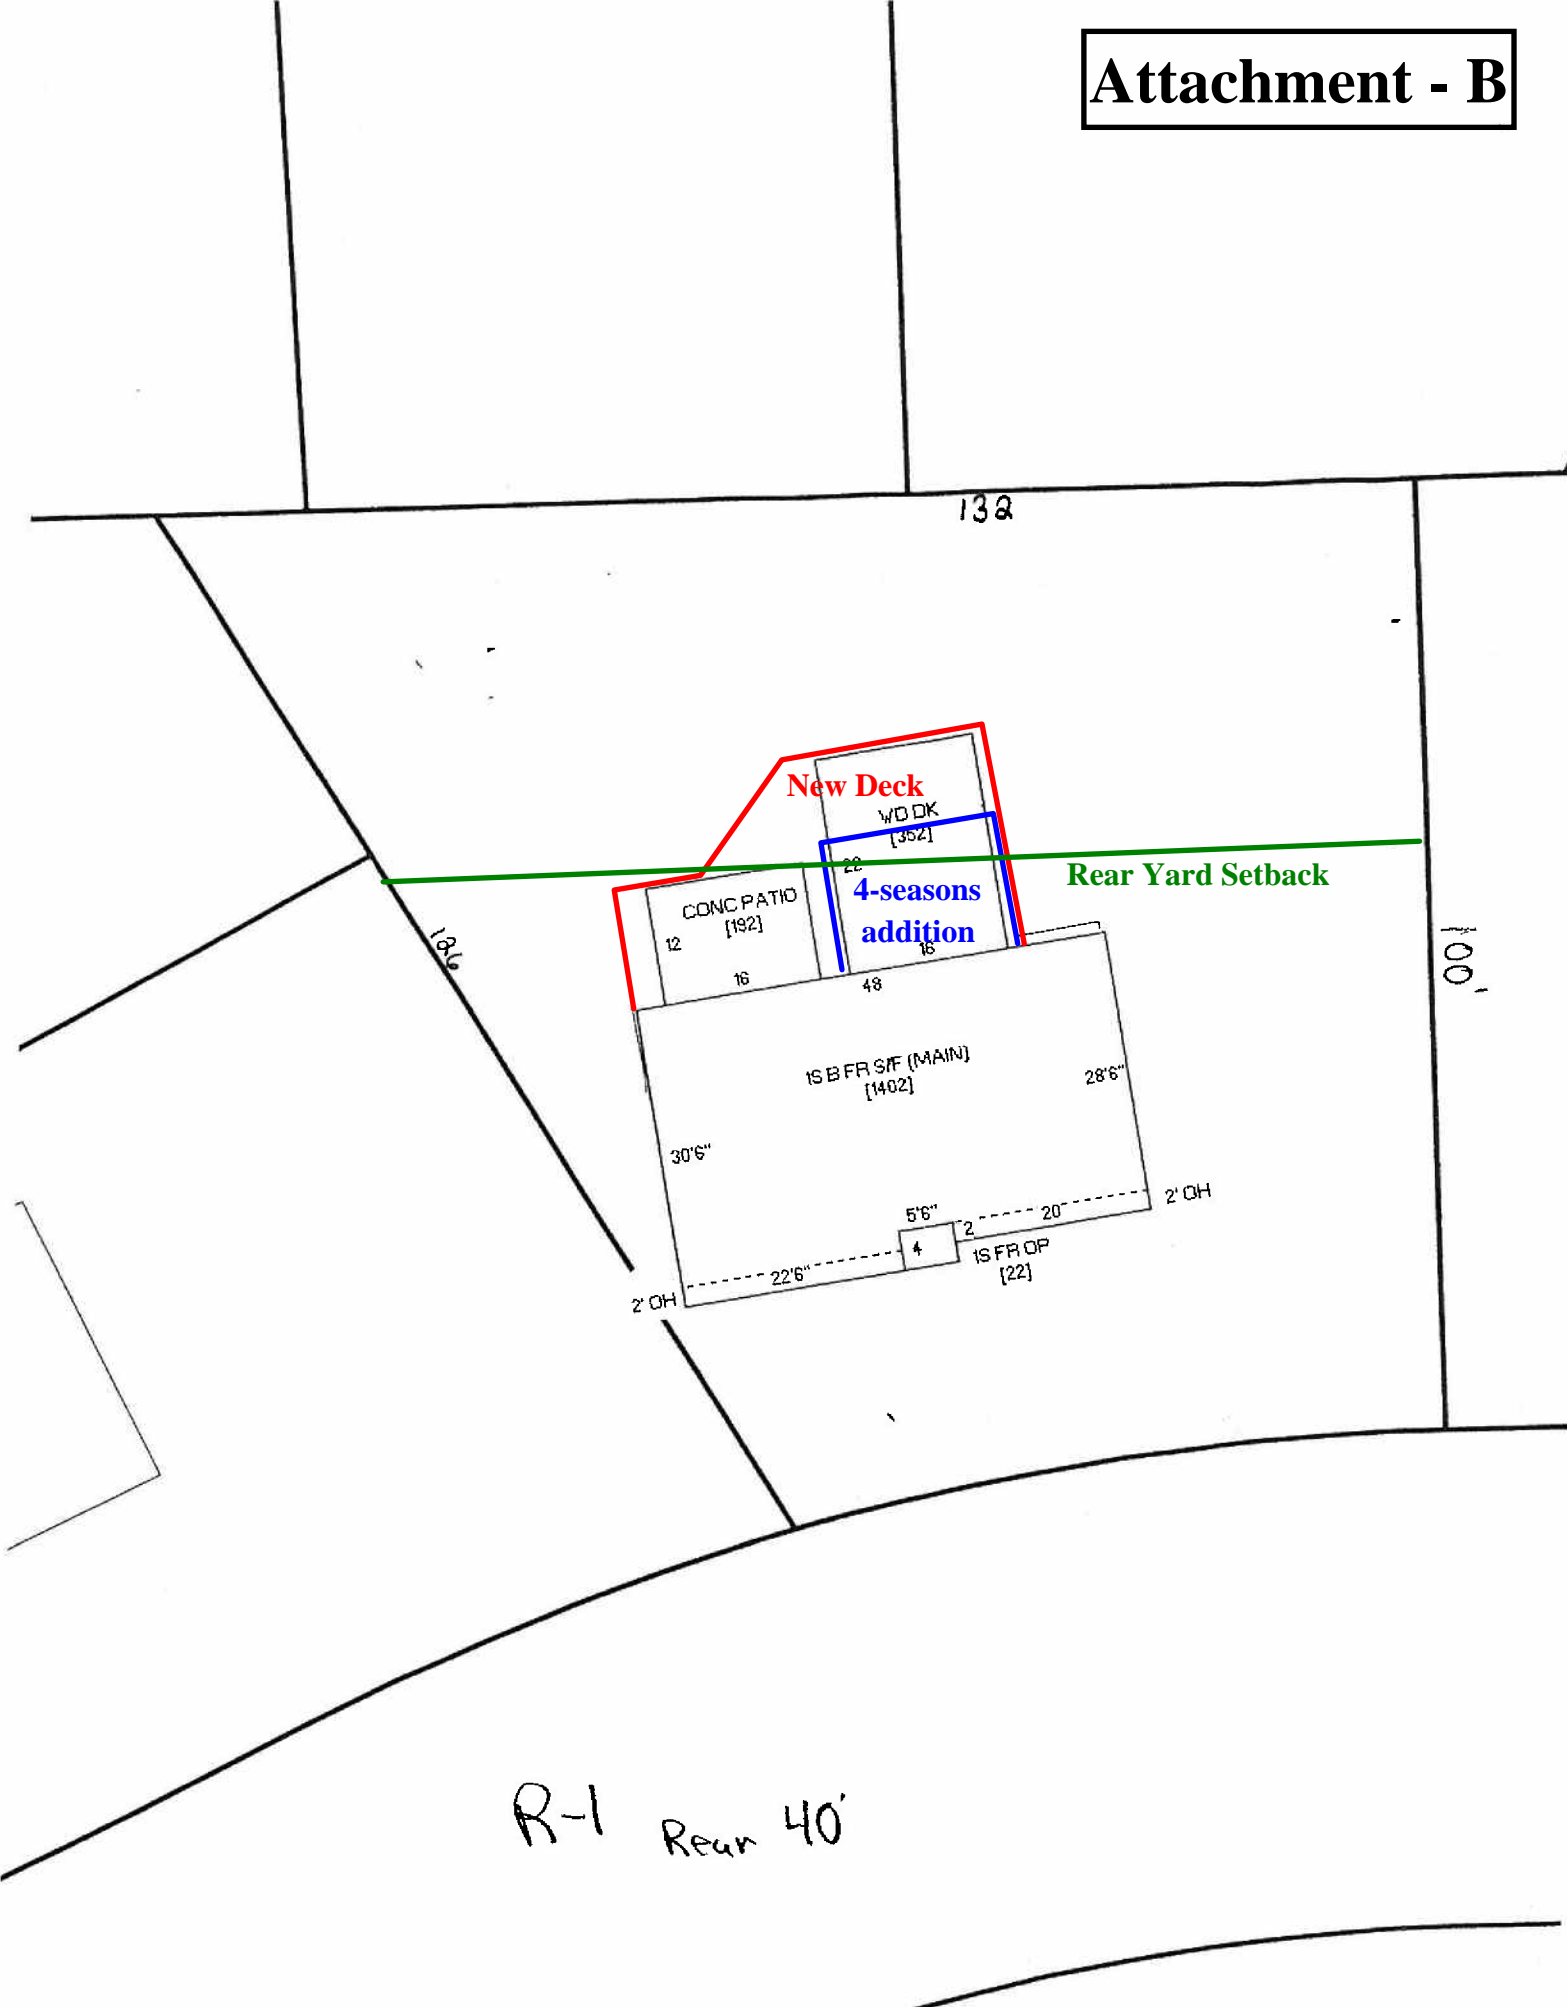 Attachment - B
132
New Deck
WD DK
[352]
22
Rear Yard Setback
4-seasons
addition
16
CONC PATIO
[192]
12
16
48
126
100'
1S B FR S/F (MAIN)
[1402]
28'6"
30'6"
5'6"
2
20
2' OH
4
1S FR OP
[22]
22'6"
2' OH
R-1 Rear 40'